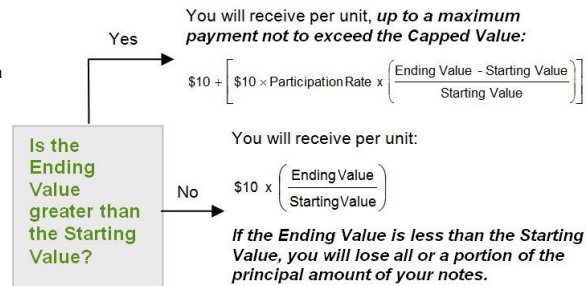 You will receive per unit, up to a maximum
payment not to exceed the Capped Value:
Yes
$10 + [ $10 × Participation Rate x ( Ending Value - Starting Value / Starting Value ) ]
Is the
Ending
Value
greater than
the Starting
Value?
No
You will receive per unit:
$10 x ( Ending Value / Starting Value )
If the Ending Value is less than the Starting
Value, you will lose all or a portion of the
principal amount of your notes.